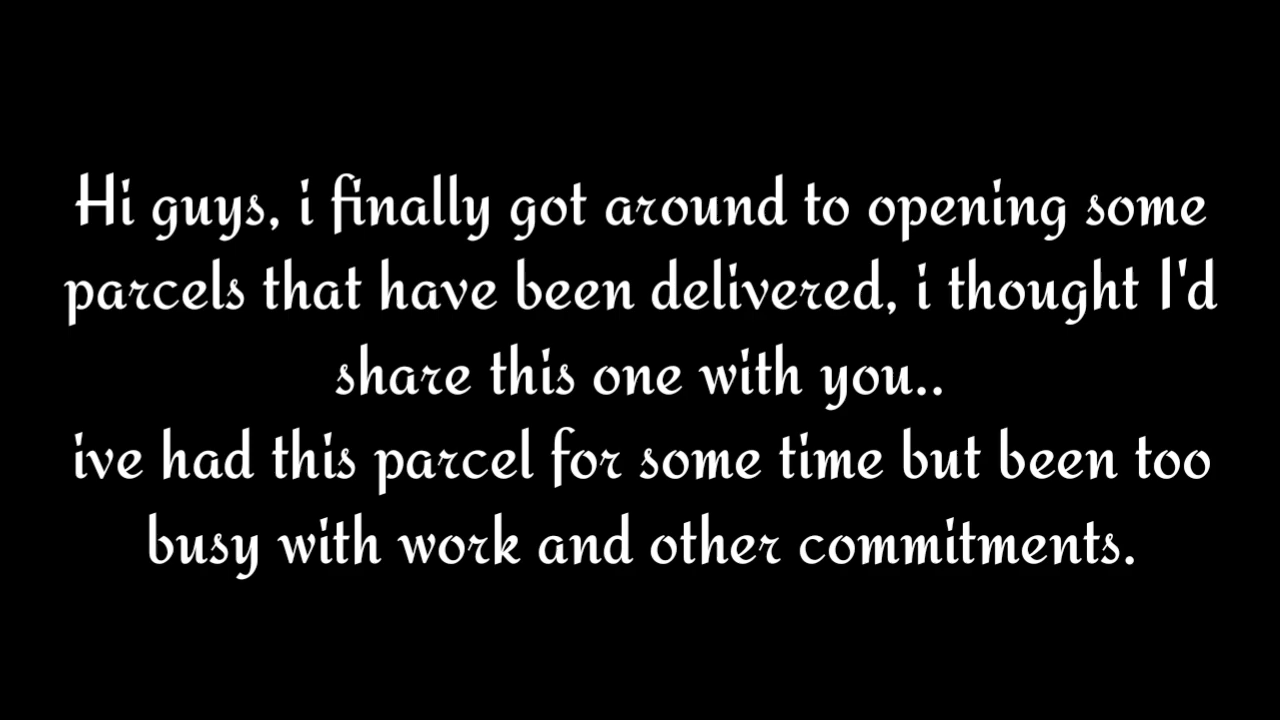 Hi guys, i finally got around to opening some
parcels that have been delivered, i thought I'd
share this one with you..
ive had this parcel for some time but been too
busy with work and other commitments.